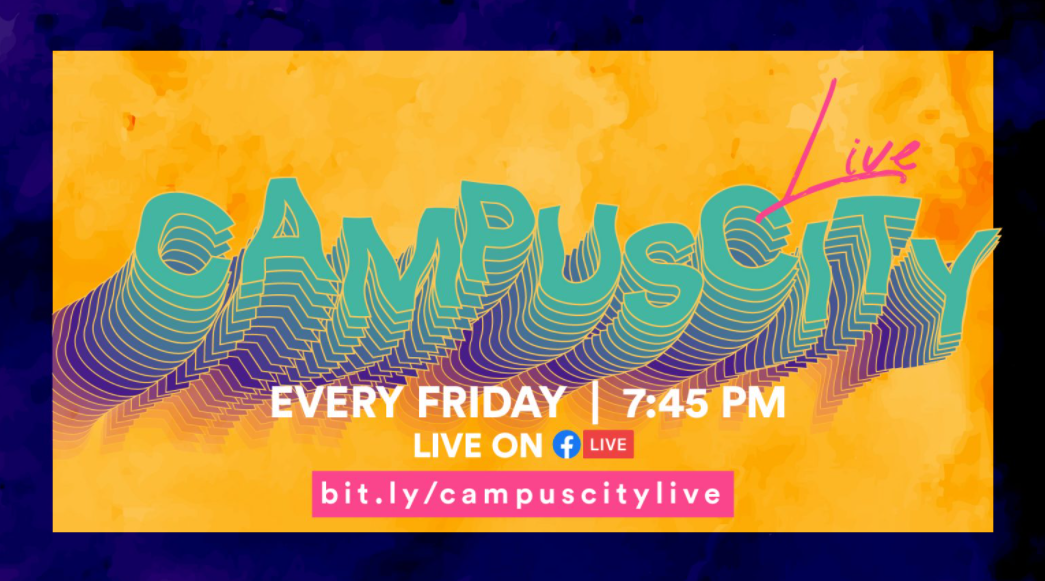 Live
CAMPUSCITY
EVERY FRIDAY | 7:45 PM
LIVE ON f LIVE
bit.ly/campuscitylive